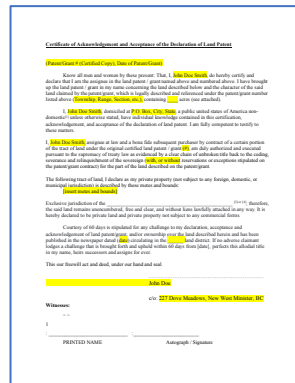 Certificate of Acknowledgement and Acceptance of the Declaration of Land Patent
(Patent/Grant # (Certified Copy), Date of Patent/Grant)
Know all men and women by these present: That, I, John Doe Smith, do hereby certify and
declare that I am the assignee in the land patent / grant named above and numbered above. I have brought
up the land patent / grant in my name concerning the land described below and the character of the said
land claimed by the patent/grant, which is legally described and referenced under the patent/grant number
listed above (Township, Range, Section, etc.); containing ____ acres (see attached).
I, John Doe Smith, domiciled at P43- Box, City, State, a public united states of America non-
domestic- unless otherwise stated, have individual knowledge contained in this certification,
acknowledgement, and acceptance of the declaration of land patent. I am fully competent to testify to
these matters.
I, John Doe Smith, assignee at law and a bona fide subsequent purchaser by contract of a certain portion
of the tract of land under the original certified land patent / grant (#), am duly authorized and executed
pursuant to the supremacy of treaty law as evidenced by a clear chain of unbroken title back to the ceding,
severance and relinquishment of the sovereign (with, or without reservations or exceptions stipulated on
the patent/grant contract) for the part of the land described on the patent/grant.
The following tract of land, I declare as my private property (not subject to any foreign, domestic, or
municipal jurisdiction) is described by these metes and bounds:
[insert metes and bounds]
Exclusive jurisdiction of the
therefore,
the said land remains unencumbered, free and clear, and without liens lawfully attached in any way. It is
hereby declared to be private land and private property not subject to any commercial forms.
Courtesy of 60 days is stipulated for any challenge to my declaration, acceptance and
acknowledgement of land patent/grant, and/or ownership over the land described herein and has been
published in the newspaper dated (date) circulating in the ____ land district. If no adverse claimant
lodges a challenge that is brought forth and upheld within 60 days from [date], perfects this allodial title
in my name, heirs successors and assigns for ever.
This our freewill act and deed, under our hand and seal
John Doe
c/o 227 Dove Meadows, New West Minister, BC
Witnesses:
1
PRINTED NAME Autograph / Signature